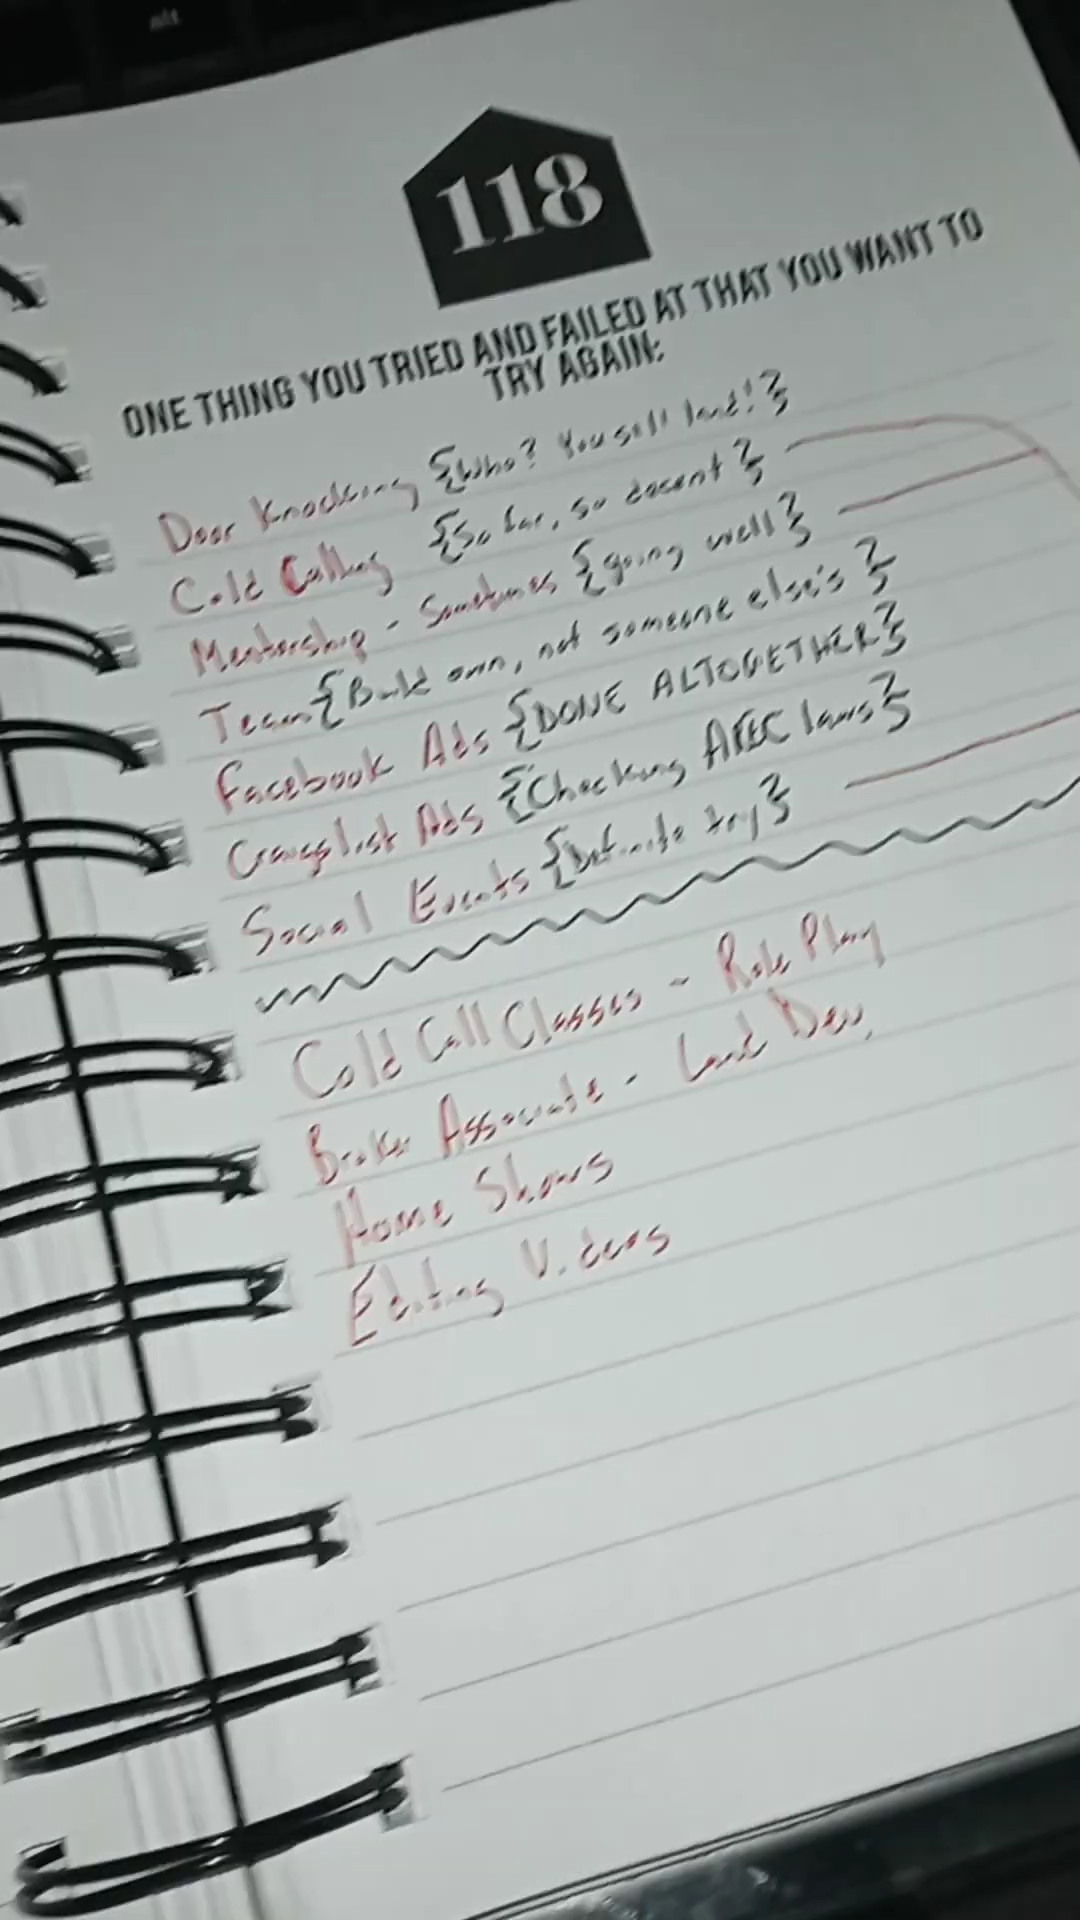 alt
118
ONE THING YOU TRIED AND FAILED AT THAT YOU WANT TO
TRY AGAIN:
Door Knocking {Who? You sell land!?}
Cold Calling {So far, so decent}
Mentorship - Sometimes {going well}
Team {Build own, not someone else's}
Facebook Ads {DONE ALTOGETHER}
Craigslist Ads {Checking AREC laws}
Social Events {Definite try}
Cold Call Classes - Role Play
Broker Associate - Land Dev.
Home Shows
Editing Videos